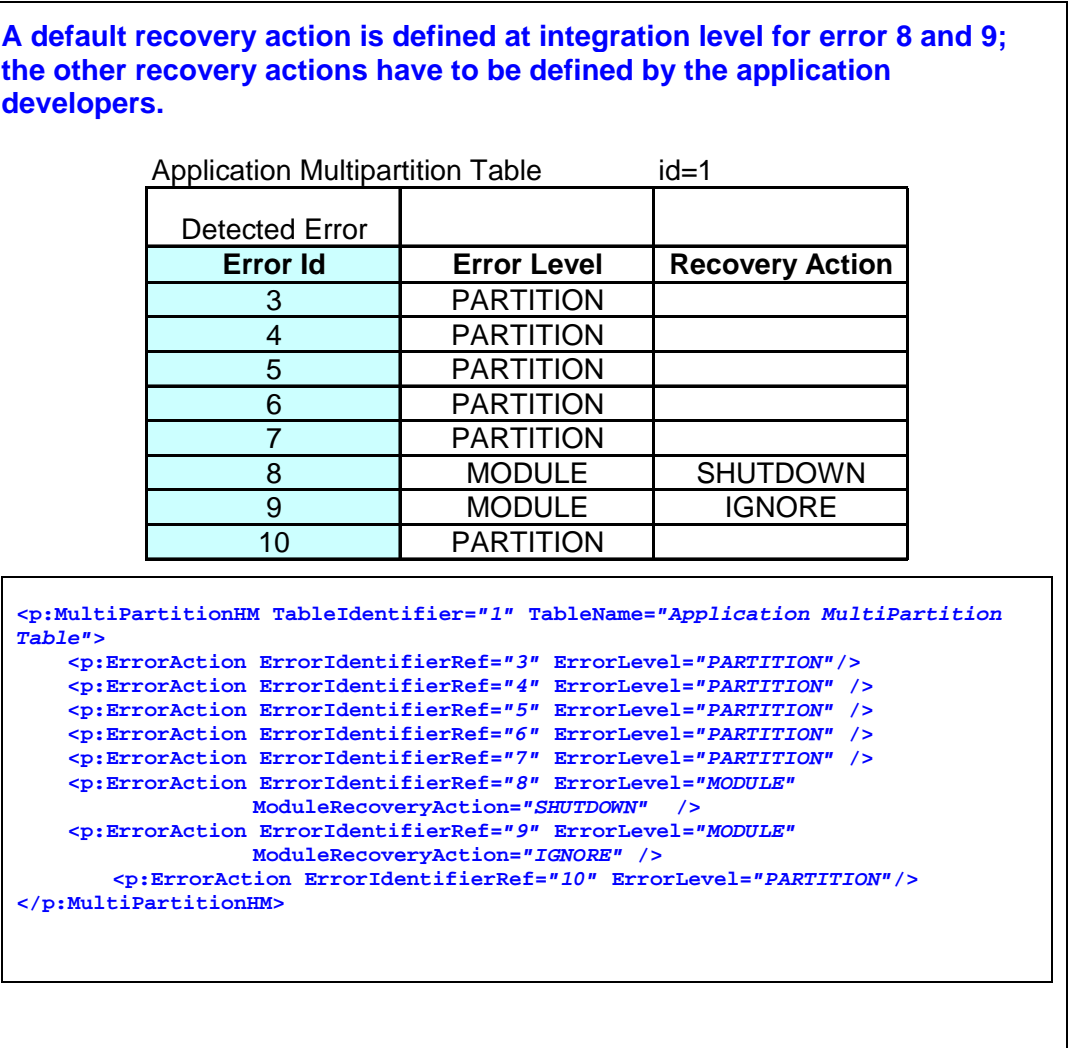 A default recovery action is defined at integration level for error 8 and 9;
the other recovery actions have to be defined by the application
developers.
Application Multipartition Table id=1
Detected Error
Error Id Error Level Recovery Action
3 PARTITION
4 PARTITION
5 PARTITION
6 PARTITION
7 PARTITION
8 MODULE SHUTDOWN
9 MODULE IGNORE
10 PARTITION
<p:MultiPartitionHM TableIdentifier="1" TableName="Application MultiPartition
Table">
<p:ErrorAction ErrorIdentifierRef="3" ErrorLevel="PARTITION"/>
<p:ErrorAction ErrorIdentifierRef="4" ErrorLevel="PARTITION" />
<p:ErrorAction ErrorIdentifierRef="5" ErrorLevel="PARTITION" />
<p:ErrorAction ErrorIdentifierRef="6" ErrorLevel="PARTITION" />
<p:ErrorAction ErrorIdentifierRef="7" ErrorLevel="PARTITION" />
<p:ErrorAction ErrorIdentifierRef="8" ErrorLevel="MODULE"
ModuleRecoveryAction="SHUTDOWN" />
<p:ErrorAction ErrorIdentifierRef="9" ErrorLevel="MODULE"
ModuleRecoveryAction="IGNORE" />
<p:ErrorAction ErrorIdentifierRef="10" ErrorLevel="PARTITION"/>
</p:MultiPartitionHM>